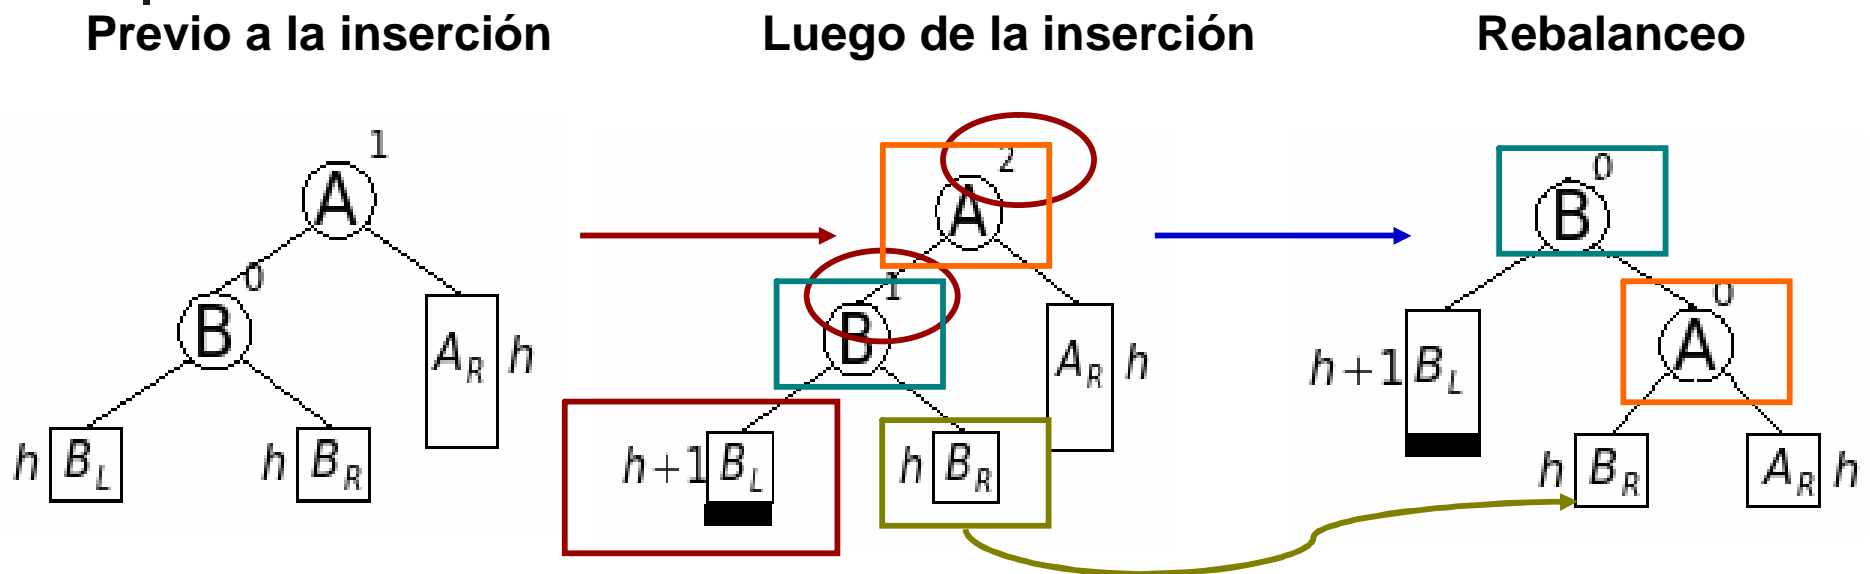 Previo a la inserción
Luego de la inserción
Rebalanceo
1
A
0
B
A_R h
h B_L
h B_R
2
A
1
B
A_R h
h+1 B_L
h B_R
0
B
0
A
h+1 B_L
h B_R
A_R h